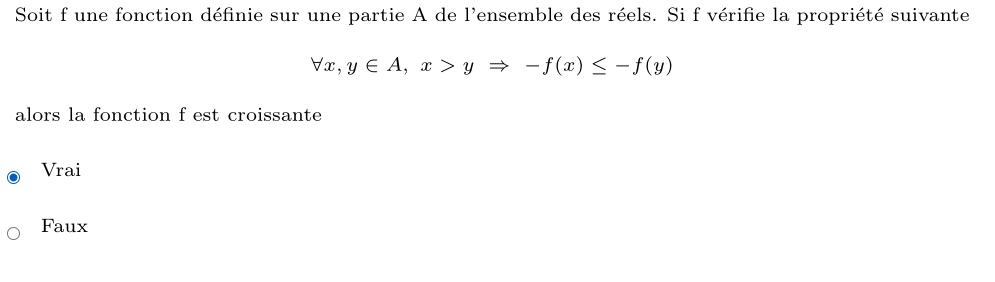 Soit f une fonction définie sur une partie A de l'ensemble des réels. Si f vérifie la propriété suivante
∀x, y ∈ A, x > y ⇒ −f(x) ≤ −f(y)
alors la fonction f est croissante
Vrai
Faux